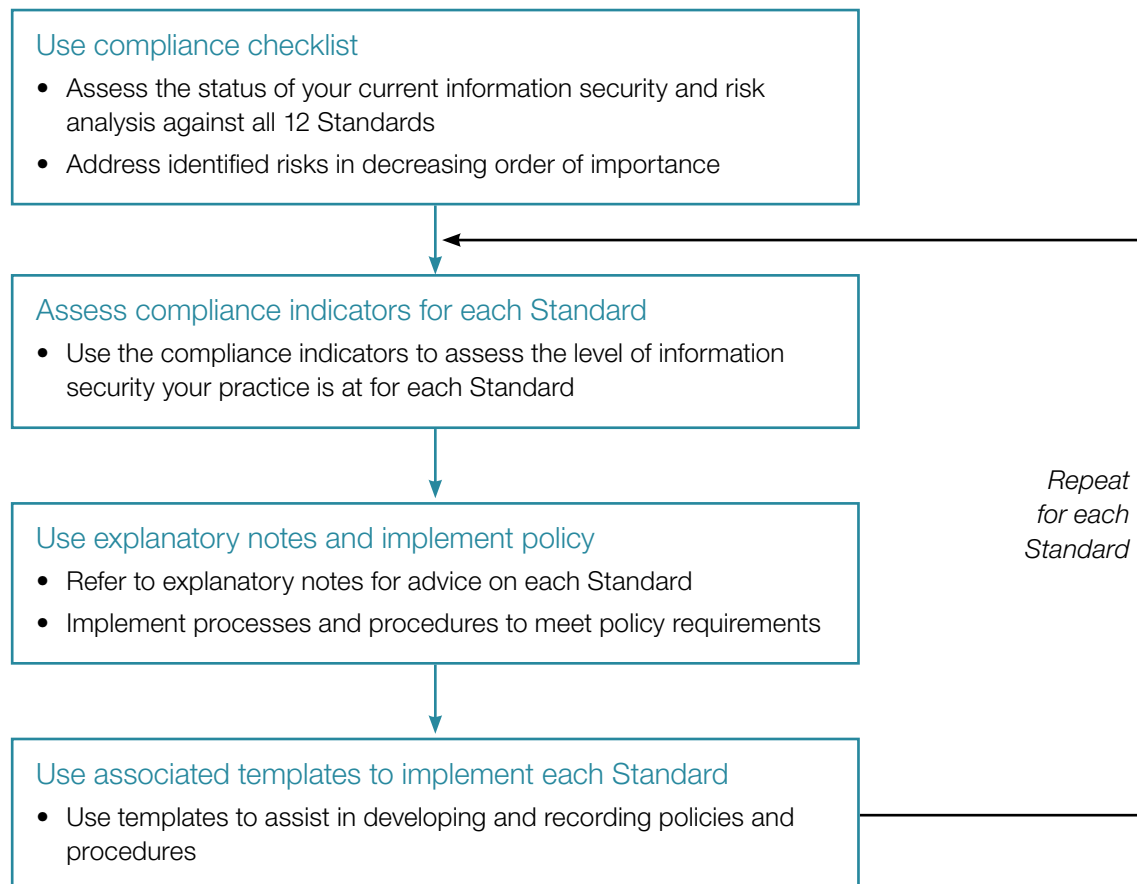 Use compliance checklist
• Assess the status of your current information security and risk
analysis against all 12 Standards
• Address identified risks in decreasing order of importance
Assess compliance indicators for each Standard
• Use the compliance indicators to assess the level of information
security your practice is at for each Standard
Repeat
for each
Standard
Use explanatory notes and implement policy
• Refer to explanatory notes for advice on each Standard
• Implement processes and procedures to meet policy requirements
Use associated templates to implement each Standard
• Use templates to assist in developing and recording policies and
procedures